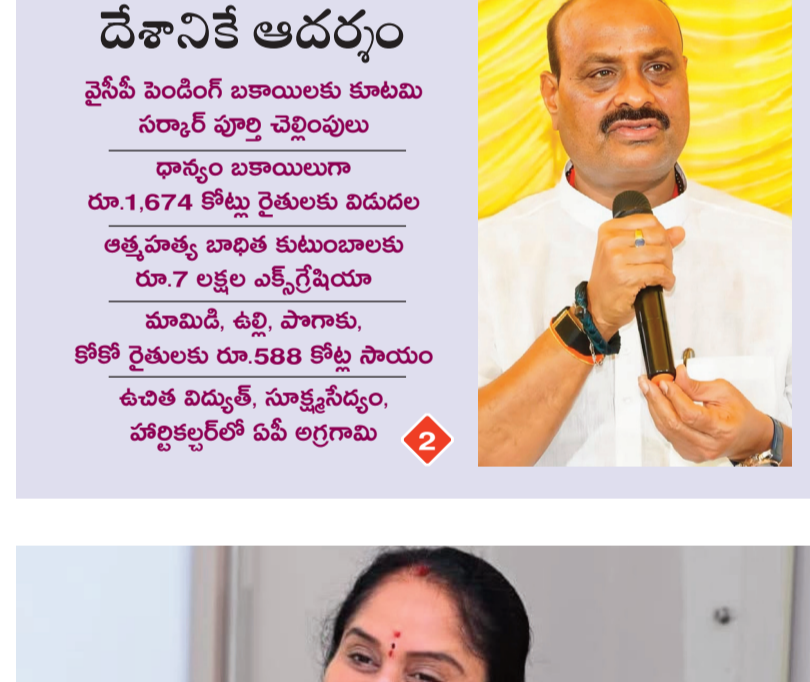 దేశానికే ఆదర్శం
వైసీపీ పెండింగ్ బకాయిలకు కూటమి
సర్కార్ పూర్తి చెల్లింపులు
ధాన్యం బకాయిలుగా
రూ.1,674 కోట్లు రైతులకు విడుదల
ఆత్మహత్య బాధిత కుటుంబాలకు
రూ.7 లక్షల ఎక్స్‌గ్రేషియా
మామిడి, ఉల్లి, పొగాకు,
కోకో రైతులకు రూ.588 కోట్ల సాయం
ఉచిత విద్యుత్, సూక్ష్మసేద్యం,
హార్టికల్చర్‌లో ఏపీ అగ్రగామి
2